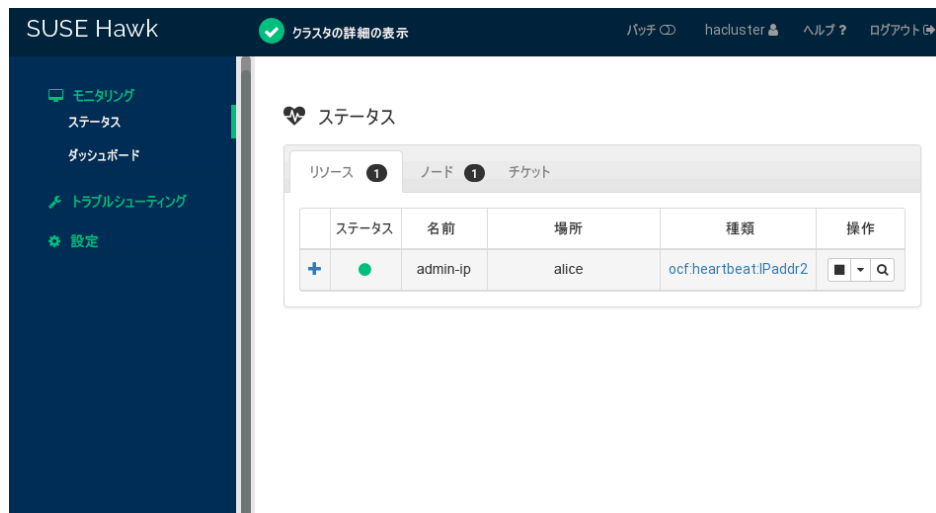 SUSE Hawk
クラスタの詳細の表示
バッチ
hacluster
ヘルプ ?
ログアウト
モニタリング
ステータス
ダッシュボード
トラブルシューティング
設定
ステータス
リソース 1
ノード 1
チケット
ステータス 名前 場所 種類 操作
admin-ip alice ocf:heartbeat:IPaddr2